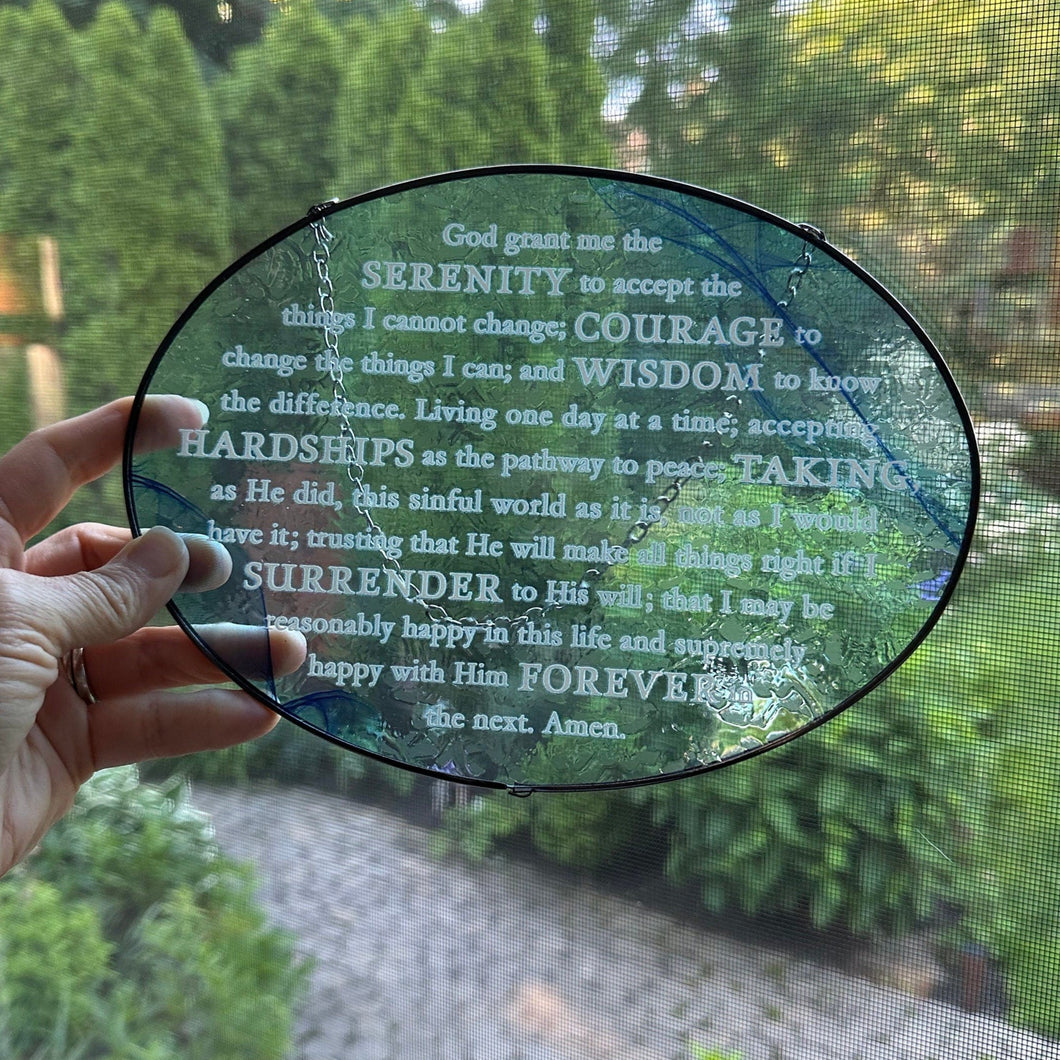 God grant me the
SERENITY to accept the
things I cannot change; COURAGE to
change the things I can; and WISDOM to know
the difference. Living one day at a time; accepting
HARDSHIPS as the pathway to peace; TAKING,
as He did, this sinful world as it is, not as I would
have it; trusting that He will make all things right if I
SURRENDER to His will; that I may be
reasonably happy in this life and supremely
happy with Him FOREVER in
the next. Amen.